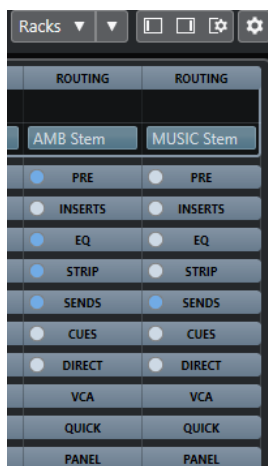 Racks
ROUTING ROUTING
AMB Stem MUSIC Stem
PRE PRE
INSERTS INSERTS
EQ EQ
STRIP STRIP
SENDS SENDS
CUES CUES
DIRECT DIRECT
VCA VCA
QUICK QUICK
PANEL PANEL